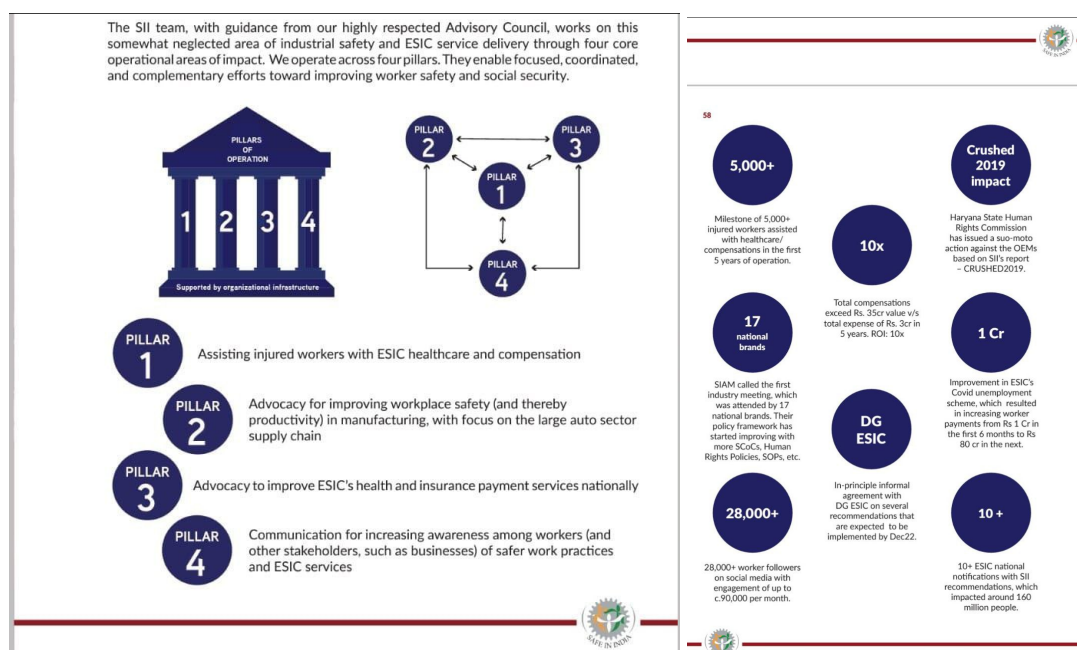 The SII team, with guidance from our highly respected Advisory Council, works on this
somewhat neglected area of industrial safety and ESIC service delivery through four core
operational areas of impact. We operate across four pillars. They enable focused, coordinated,
and complementary efforts toward improving worker safety and social security.
PILLARS
OF
OPERATION
1 2 3 4
Supported by organizational infrastructure
PILLAR
2
PILLAR
3
PILLAR
1
PILLAR
4
PILLAR
1
Assisting injured workers with ESIC healthcare and compensation
PILLAR
2
Advocacy for improving workplace safety (and thereby
productivity) in manufacturing, with focus on the large auto sector
supply chain
PILLAR
3
Advocacy to improve ESIC's health and insurance payment services nationally
PILLAR
4
Communication for increasing awareness among workers (and
other stakeholders, such as businesses) of safer work practices
and ESIC services
SAFE IN INDIA
SAFE IN INDIA
58
5,000+
Milestone of 5,000+
injured workers assisted
with healthcare/
compensations in the first
5 years of operation.
10x
Total compensations
exceed Rs. 35cr value v/s
total expense of Rs. 3cr in
5 years. ROI: 10x
Crushed
2019
impact
Haryana State Human
Rights Commission
has issued a suo-moto
action against the OEMs
based on SII's report
– CRUSHED2019.
17
national
brands
SIAM called the first
industry meeting, which
was attended by 17
national brands. Their
policy framework has
started improving with
more SCoCs, Human
Rights Policies, SOPs, etc.
DG
ESIC
In-principle informal
agreement with
DG ESIC on several
recommendations that
are expected to be
implemented by Dec22.
1 Cr
Improvement in ESIC's
Covid unemployment
scheme, which resulted
in increasing worker
payments from Rs 1 Cr in
the first 6 months to Rs
80 cr in the next.
28,000+
28,000+ worker followers
on social media with
engagement of up to
c.90,000 per month.
10 +
10+ ESIC national
notifications with SII
recommendations, which
impacted around 160
million people.